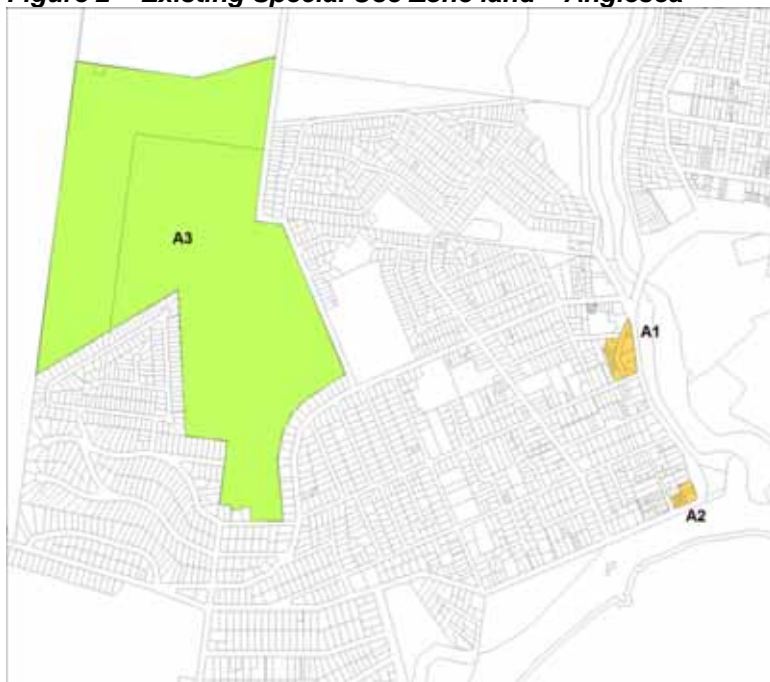 Figure 2 – Existing Special Use Zone land – Anglesea
A3
A1
A2